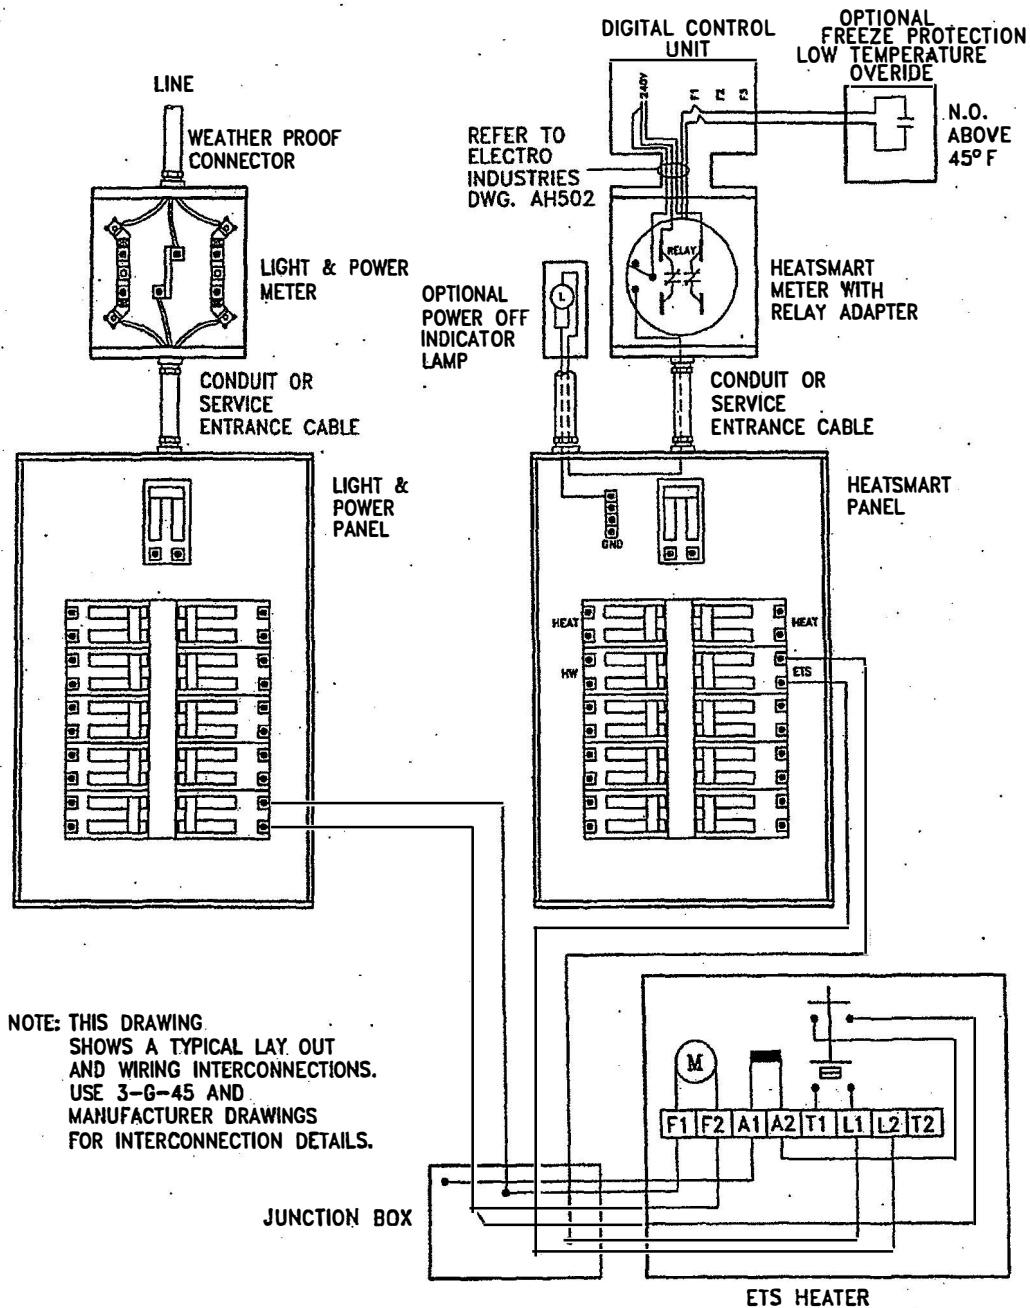 DIGITAL CONTROL
UNIT
OPTIONAL
FREEZE PROTECTION
LOW TEMPERATURE
OVERIDE
N.O.
ABOVE
45° F
240V
F1
F2
F3
LINE
WEATHER PROOF
CONNECTOR
REFER TO
ELECTRO
INDUSTRIES
DWG. AH502
LIGHT & POWER
METER
OPTIONAL
POWER OFF
INDICATOR
LAMP
L
RELAY
HEATSMART
METER WITH
RELAY ADAPTER
CONDUIT OR
SERVICE
ENTRANCE CABLE
CONDUIT OR
SERVICE
ENTRANCE CABLE
LIGHT &
POWER
PANEL
HEATSMART
PANEL
GND
HEAT
HEAT
HW
ETS
NOTE: THIS DRAWING
SHOWS A TYPICAL LAY OUT
AND WIRING INTERCONNECTIONS.
USE 3-G-45 AND
MANUFACTURER DRAWINGS
FOR INTERCONNECTION DETAILS.
M
F1 F2 A1 A2 T1 L1 L2 T2
JUNCTION BOX
ETS HEATER